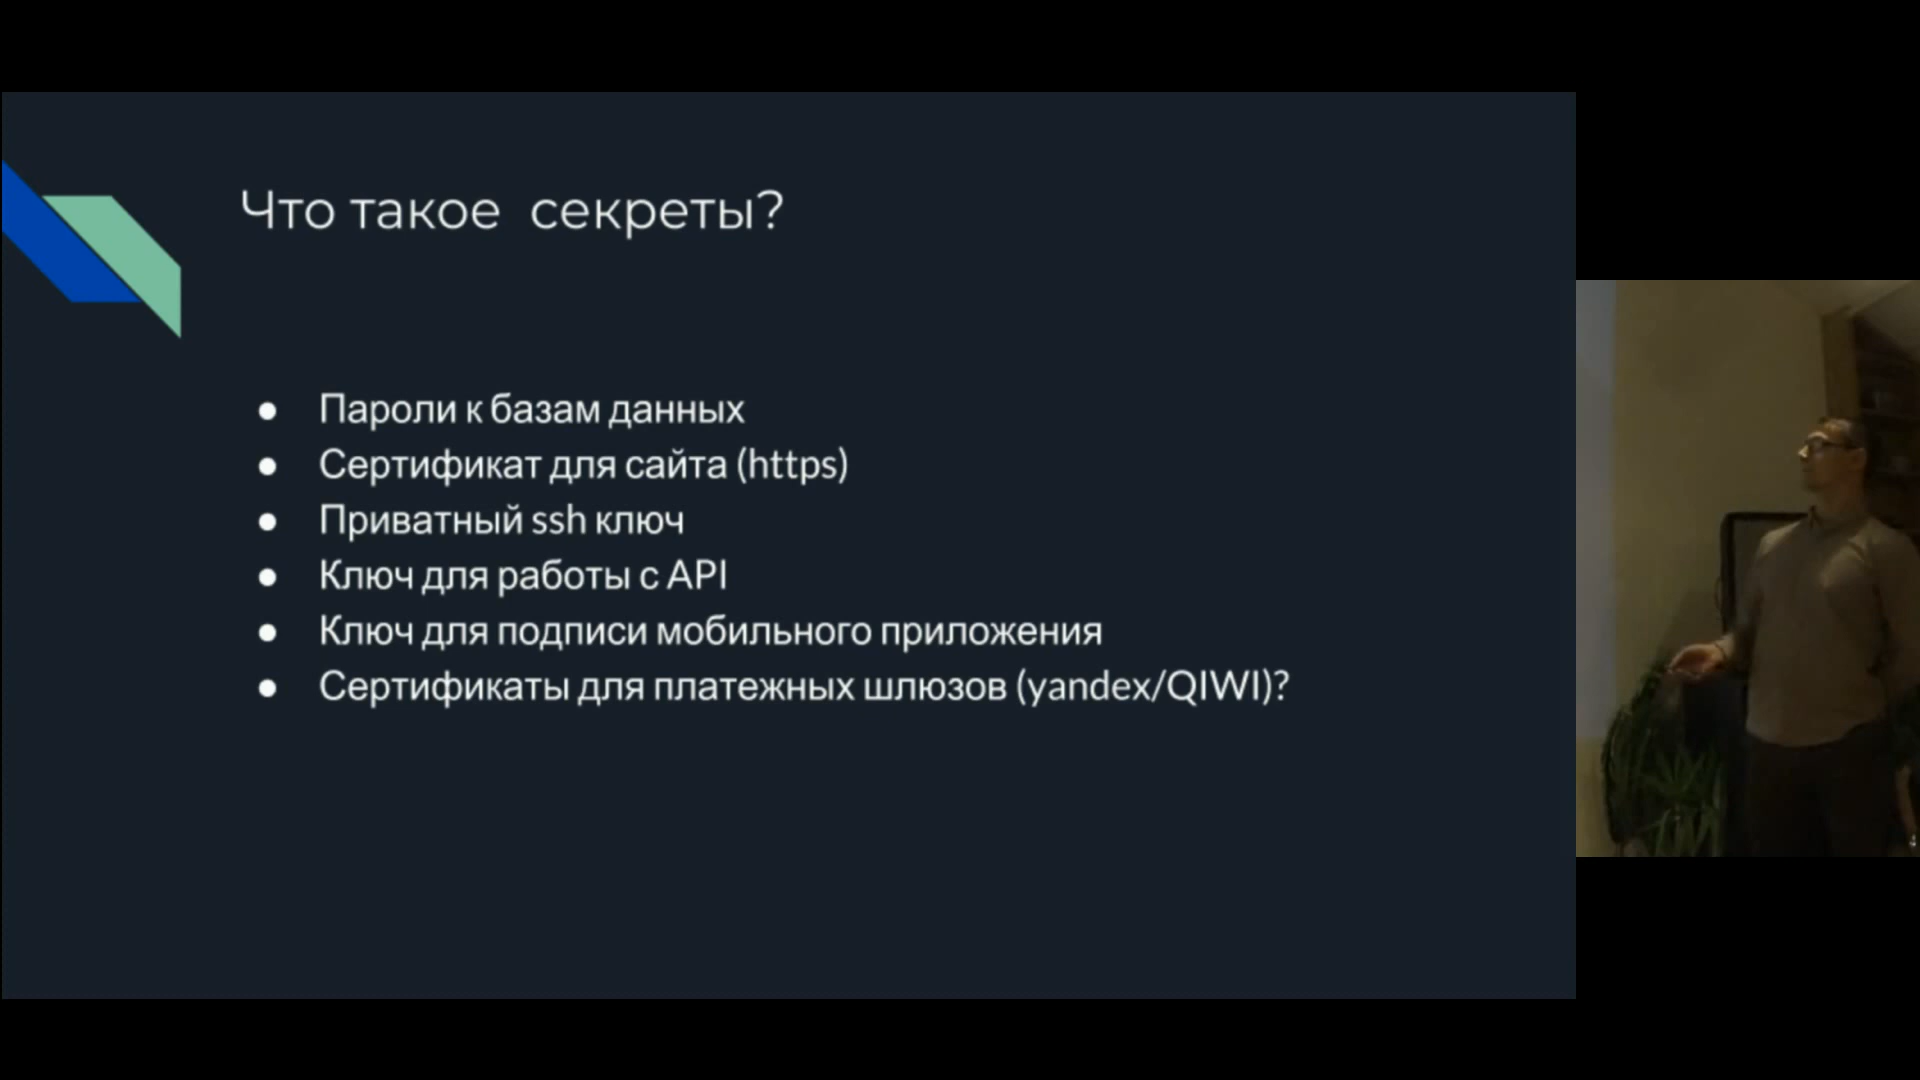 Что такое секреты?
● Пароли к базам данных
● Сертификат для сайта (https)
● Приватный ssh ключ
● Ключ для работы с API
● Ключ для подписи мобильного приложения
● Сертификаты для платежных шлюзов (yandex/QIWI)?